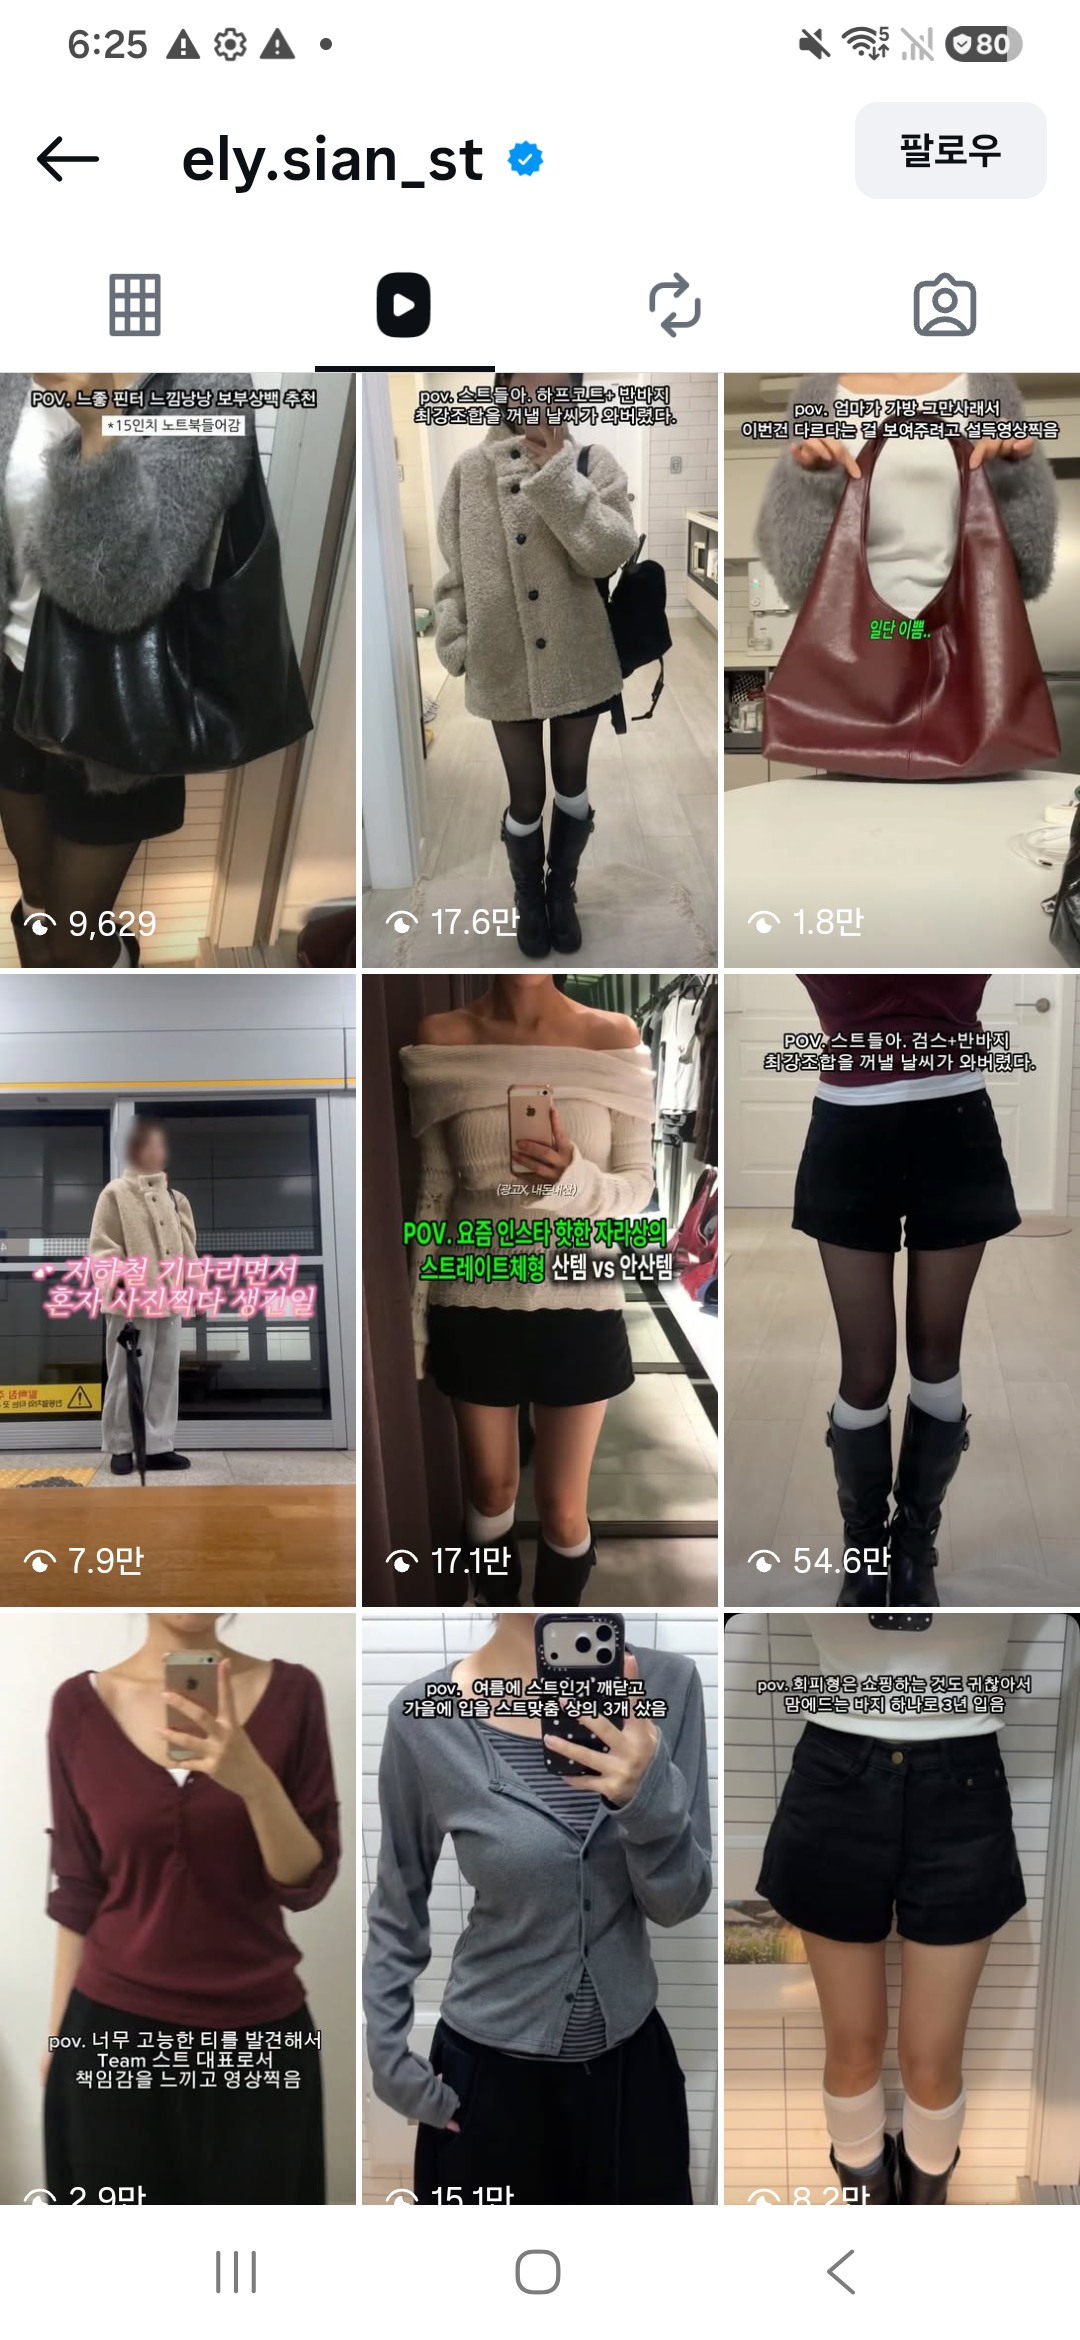 6:25
80
ely.sian_st
팔로우
POV. 느좋 핀터 느낌낭낭 보부상백 추천
*15인치 노트북들어감
9,629
pov. 스트들아. 하프코트+ 반바지
최강조합을 꺼낼 날씨가 와버렸다.
17.6만
pov. 엄마가 가방 그만사래서
이번건 다르다는 걸 보여주려고 설득영상찍음
일단 이쁨..
1.8만
지하철 기다리면서
혼자 사진찍다 생긴일
7.9만
(광고X, 내돈내산)
POV. 요즘 인스타 핫한 자라상의
스트레이트체형 산템 vs 안산템
17.1만
POV. 스트들아. 검스+반바지
최강조합을 꺼낼 날씨가 와버렸다.
54.6만
pov. 너무 고능한 티를 발견해서
Team 스트 대표로서
책임감을 느끼고 영상찍음
2.9만
pov. 여름에 스트인거 깨닫고
가을에 입을 스트맞춤 상의 3개 샀음
15.1만
pov. 회피형은 쇼핑하는 것도 귀찮아서
맘에드는 바지 하나로 3년 입음
8.2만